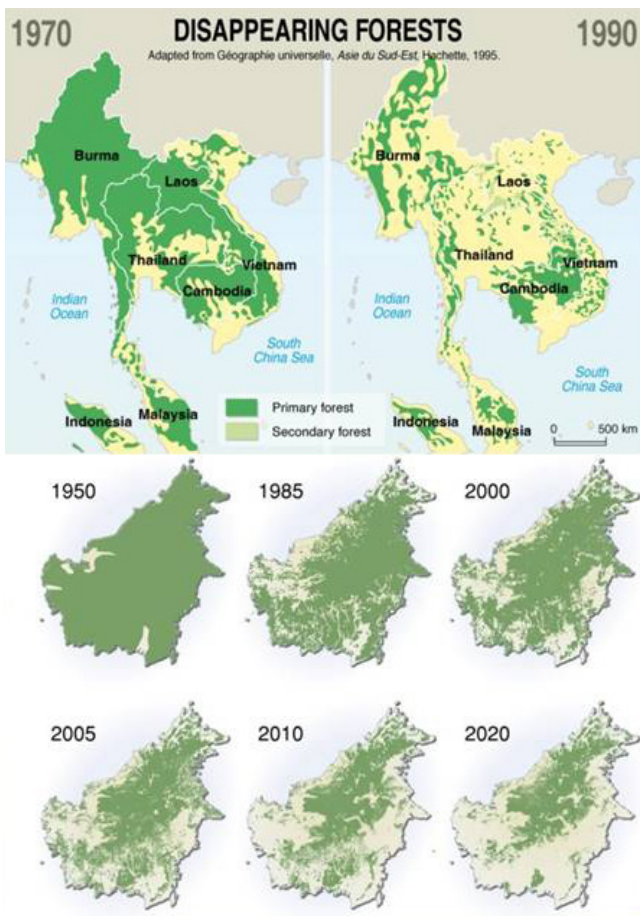 1970
DISAPPEARING FORESTS
1990
Adapted from Géographie universelle, Asie du Sud-Est, Hachette, 1995.
Burma
Laos
Thailand
Vietnam
Cambodia
Indian
Ocean
South
China Sea
Indonesia
Malaysia
Primary forest
Secondary forest
Burma
Laos
Thailand
Vietnam
Cambodia
Indian
Ocean
South
China Sea
Indonesia
Malaysia
0 500 km
1950
1985
2000
2005
2010
2020